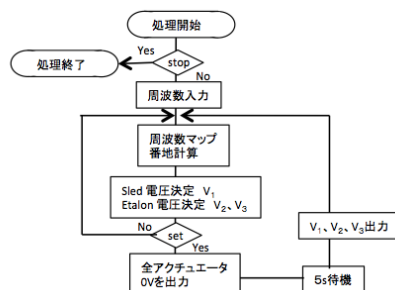 処理開始
Yes
stop
処理終了
No
周波数入力
周波数マップ
番地計算
Sled 電圧決定 V₁
Etalon 電圧決定 V₂、V₃
No
set
Yes
V₁、V₂、V₃出力
全アクチュエータ
0Vを出力
5s待機